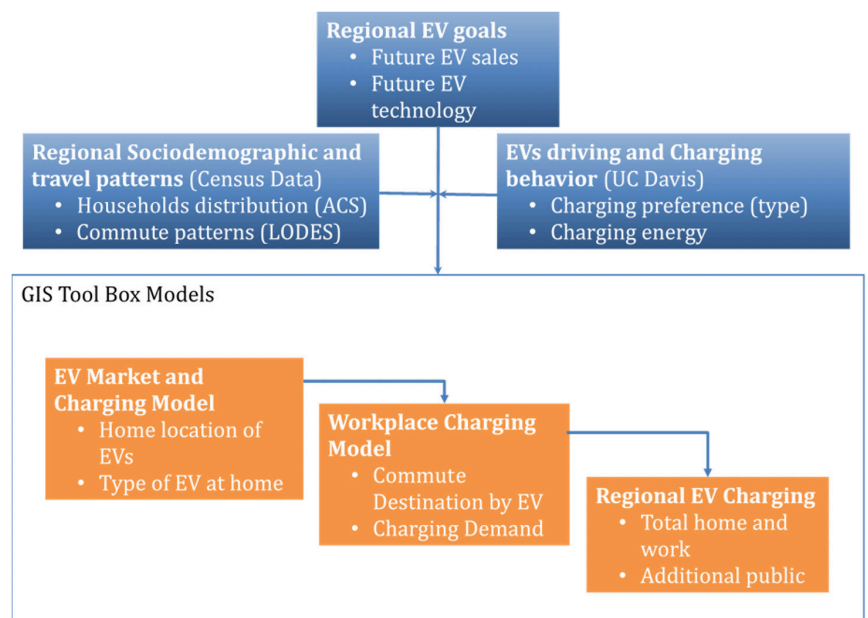 Regional EV goals
• Future EV sales
• Future EV
technology
Regional Sociodemographic and
travel patterns (Census Data)
• Households distribution (ACS)
• Commute patterns (LODES)
EVs driving and Charging
behavior (UC Davis)
• Charging preference (type)
• Charging energy
GIS Tool Box Models
EV Market and
Charging Model
• Home location of
EVs
• Type of EV at home
Workplace Charging
Model
• Commute
Destination by EV
• Charging Demand
Regional EV Charging
• Total home and
work
• Additional public